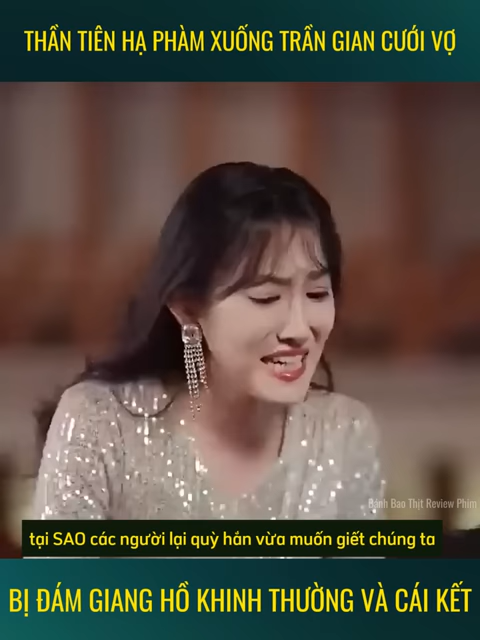 THẦN TIÊN HẠ PHÀM XUỐNG TRẦN GIAN CƯỚI VỢ
Bánh Bao Thịt Review Phim
tại SAO các người lại quỳ hắn vừa muốn giết chúng ta
BỊ ĐÁM GIANG HỒ KHINH THƯỜNG VÀ CÁI KẾT